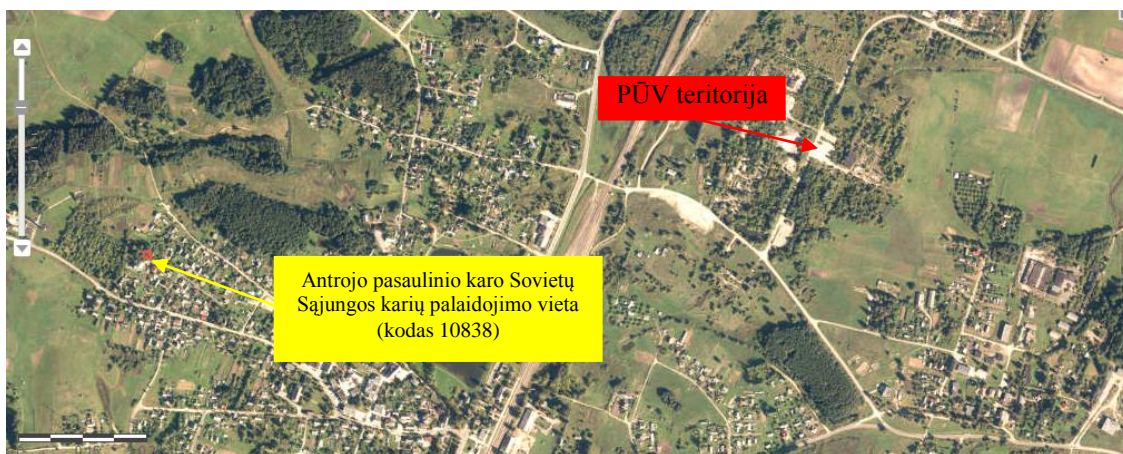 PŪV teritorija
Antrojo pasaulinio karo Sovietų
Sąjungos karių palaidojimo vieta
(kodas 10838)